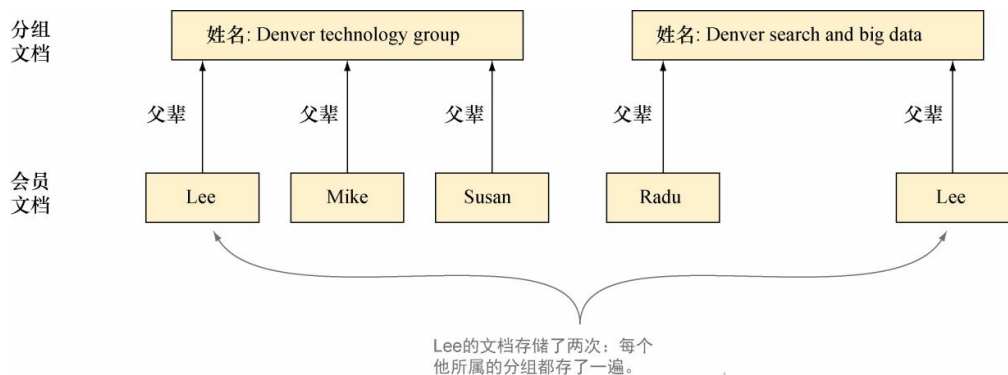 分组
文档
姓名: Denver technology group
姓名: Denver search and big data
父辈
父辈
父辈
父辈
父辈
会员
文档
Lee
Mike
Susan
Radu
Lee
Lee的文档存储了两次：每个
他所属的分组都存了一遍。